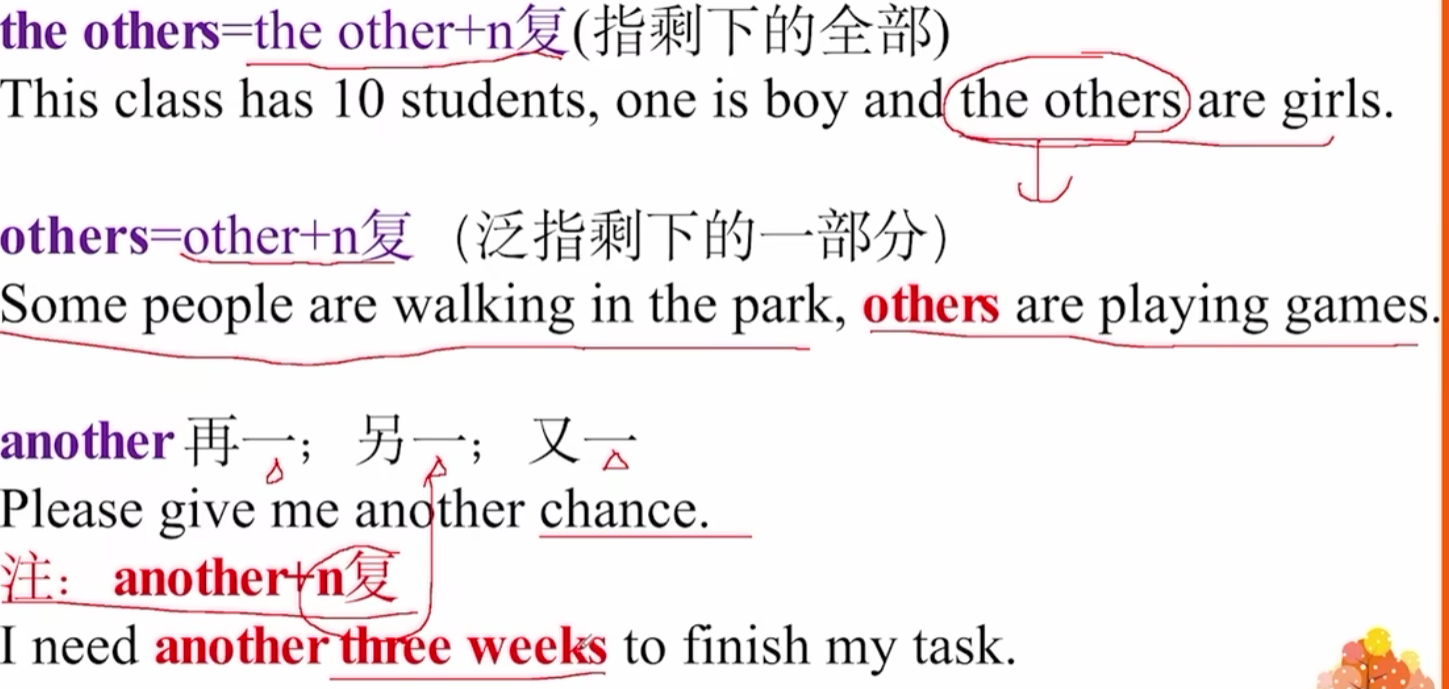 the others=the other+n复(指剩下的全部)
This class has 10 students, one is boy and the others are girls.
others=other+n复（泛指剩下的一部分）
Some people are walking in the park, others are playing games.
another 再一； 另一； 又一
Please give me another chance.
注： another+n复
I need another three weeks to finish my task.